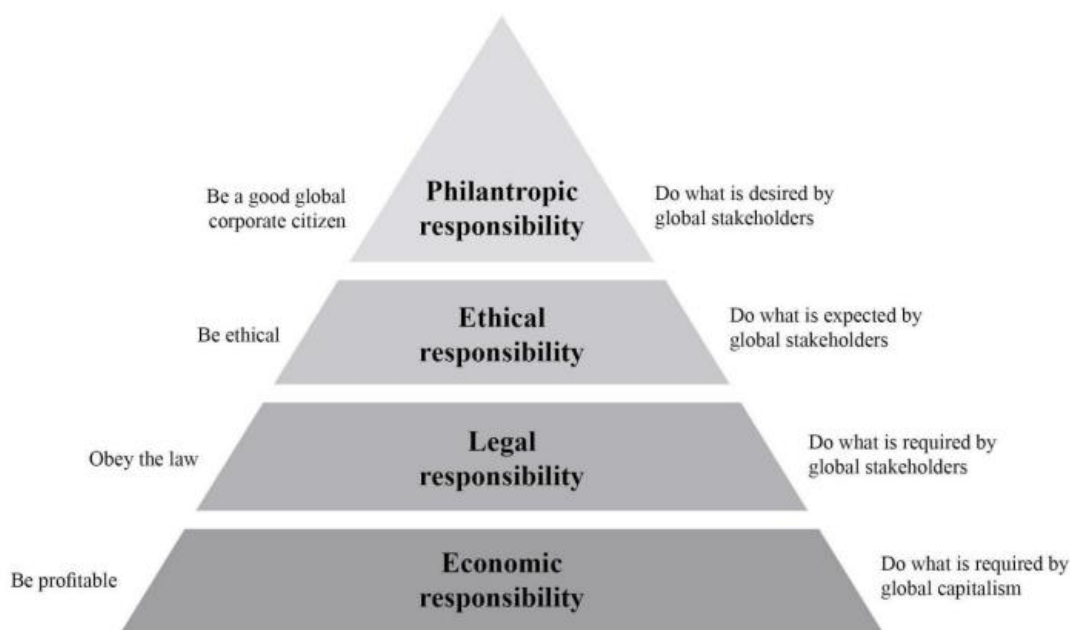 Be a good global
corporate citizen
Philantropic
responsibility
Do what is desired by
global stakeholders
Be ethical
Ethical
responsibility
Do what is expected by
global stakeholders
Obey the law
Legal
responsibility
Do what is required by
global stakeholders
Be profitable
Economic
responsibility
Do what is required by
global capitalism